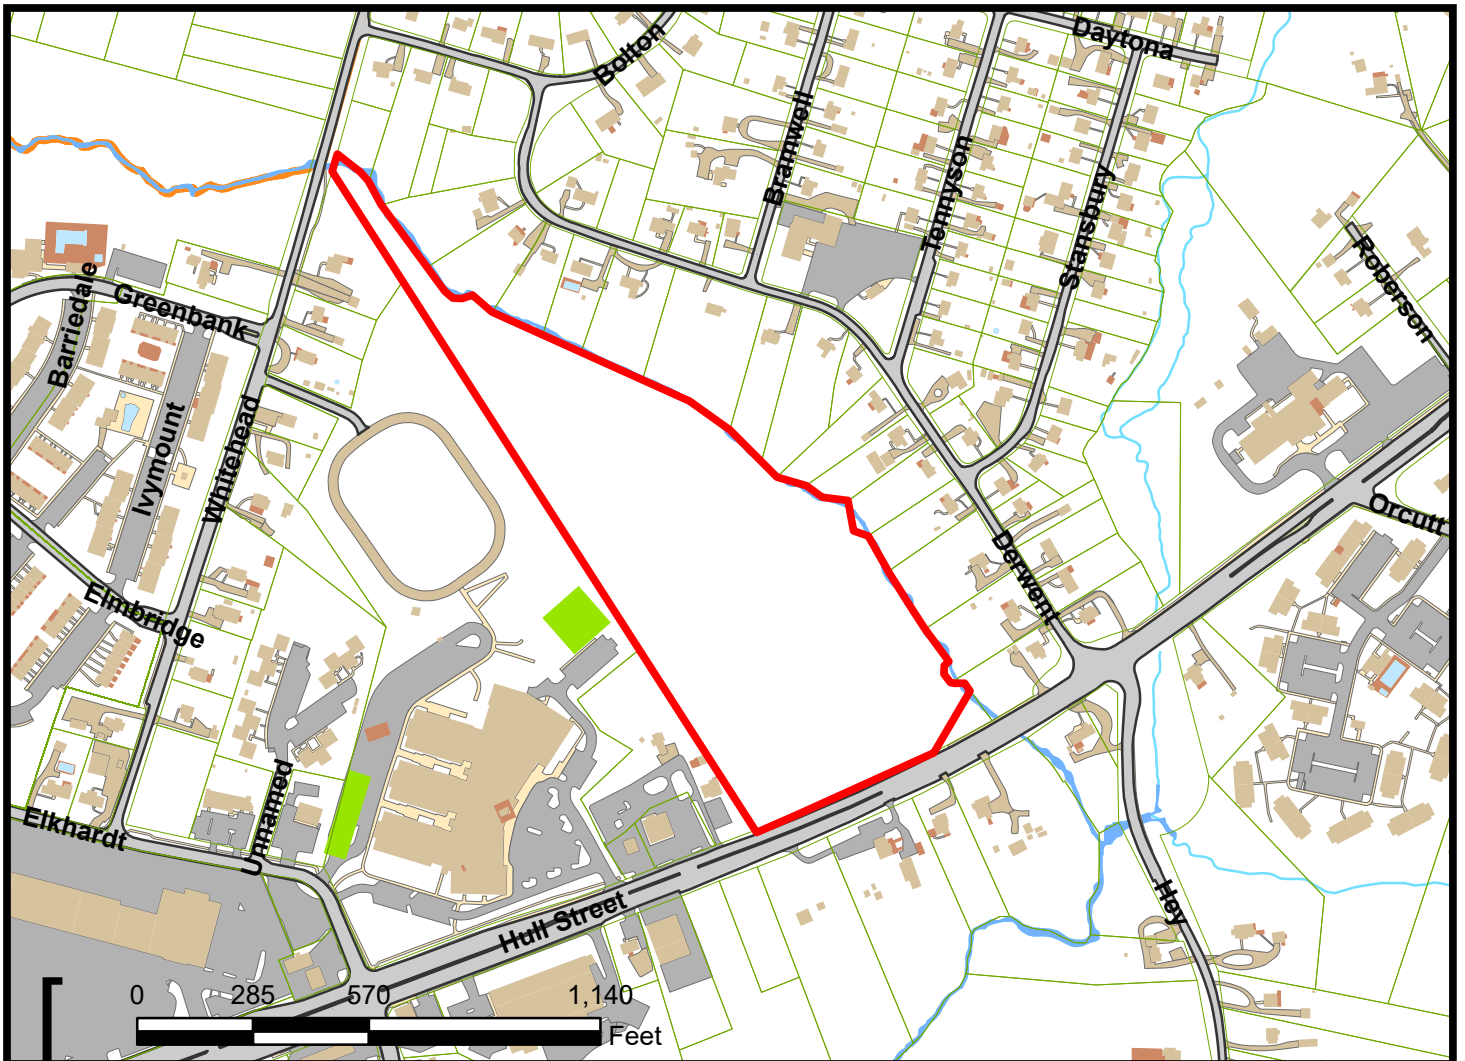 Daytona
Bolton
Bramwell
Tennyson
Stansbury
Roberson
Barriedale
Greenbank
Ivymount
Whitehead
Orcutt
Derwent
Elmbridge
Unnamed
Elkhardt
Hey
Hull Street
0 285 570 1,140
Feet